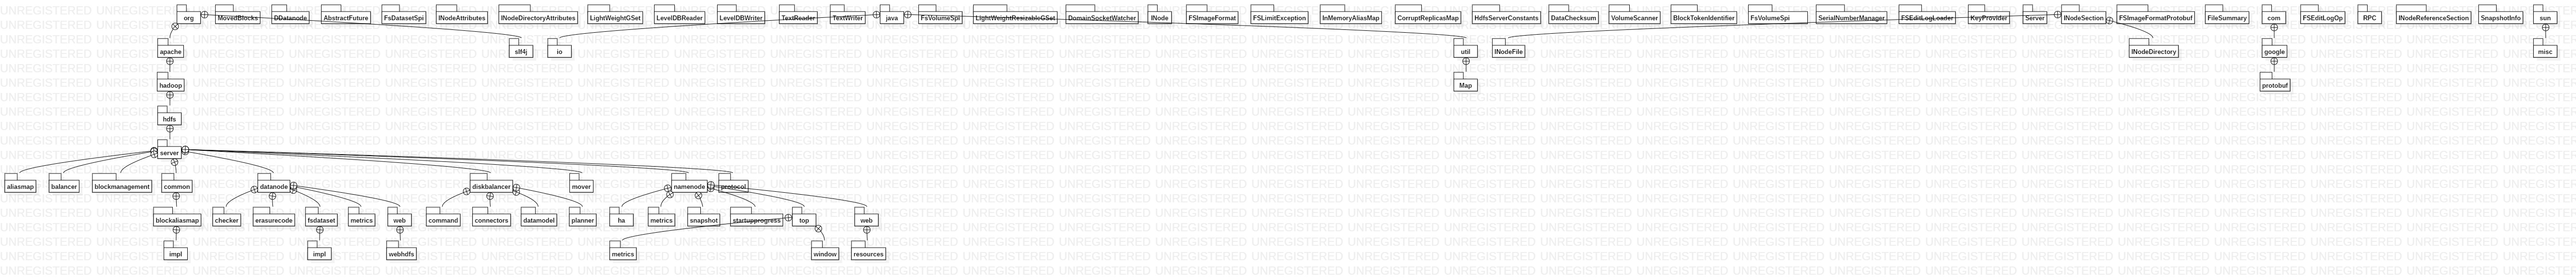 org MovedBlocks DDatanode AbstractFuture FsDatasetSpi INodeAttributes INodeDirectoryAttributes LightWeightGSet LevelDBReader LevelDBWriter TextReader TextWriter java FsVolumeSpi LightWeightResizableGSet DomainSocketWatcher INode FSImageFormat FSLimitException InMemoryAliasMap CorruptReplicasMap HdfsServerConstants DataChecksum VolumeScanner BlockTokenIdentifier FsVolumeSpi SerialNumberManager FSEditLogLoader KeyProvider Server INodeSection FSImageFormatProtobuf FileSummary com FSEditLogOp RPC INodeReferenceSection SnapshotInfo sun
apache slf4j io util INodeFile INodeDirectory google misc
hadoop Map protobuf
hdfs
server
aliasmap balancer blockmanagement common datanode diskbalancer mover namenode protocol
blockaliasmap checker erasurecode fsdataset metrics web command connectors datamodel planner ha metrics snapshot startupprogress top web
impl impl webhdfs metrics window resources
UNREGISTERED